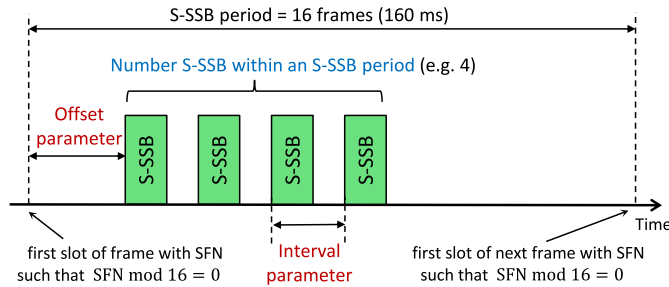 S-SSB period = 16 frames (160 ms)
Number S-SSB within an S-SSB period (e.g. 4)
Offset
parameter
S-SSB
S-SSB
S-SSB
S-SSB
Time
first slot of frame with SFN
such that SFN mod 16 = 0
Interval
parameter
first slot of next frame with SFN
such that SFN mod 16 = 0